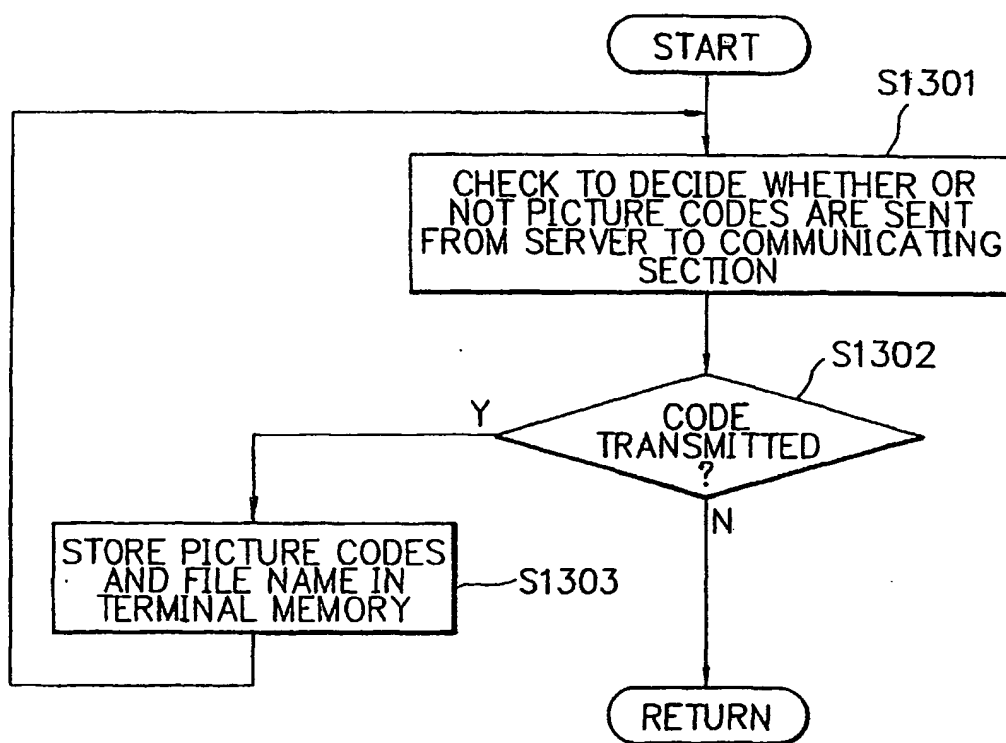 START
S1301
CHECK TO DECIDE WHETHER OR
NOT PICTURE CODES ARE SENT
FROM SERVER TO COMMUNICATING
SECTION
S1302
Y
CODE
TRANSMITTED
?
N
STORE PICTURE CODES
AND FILE NAME IN
TERMINAL MEMORY
S1303
RETURN